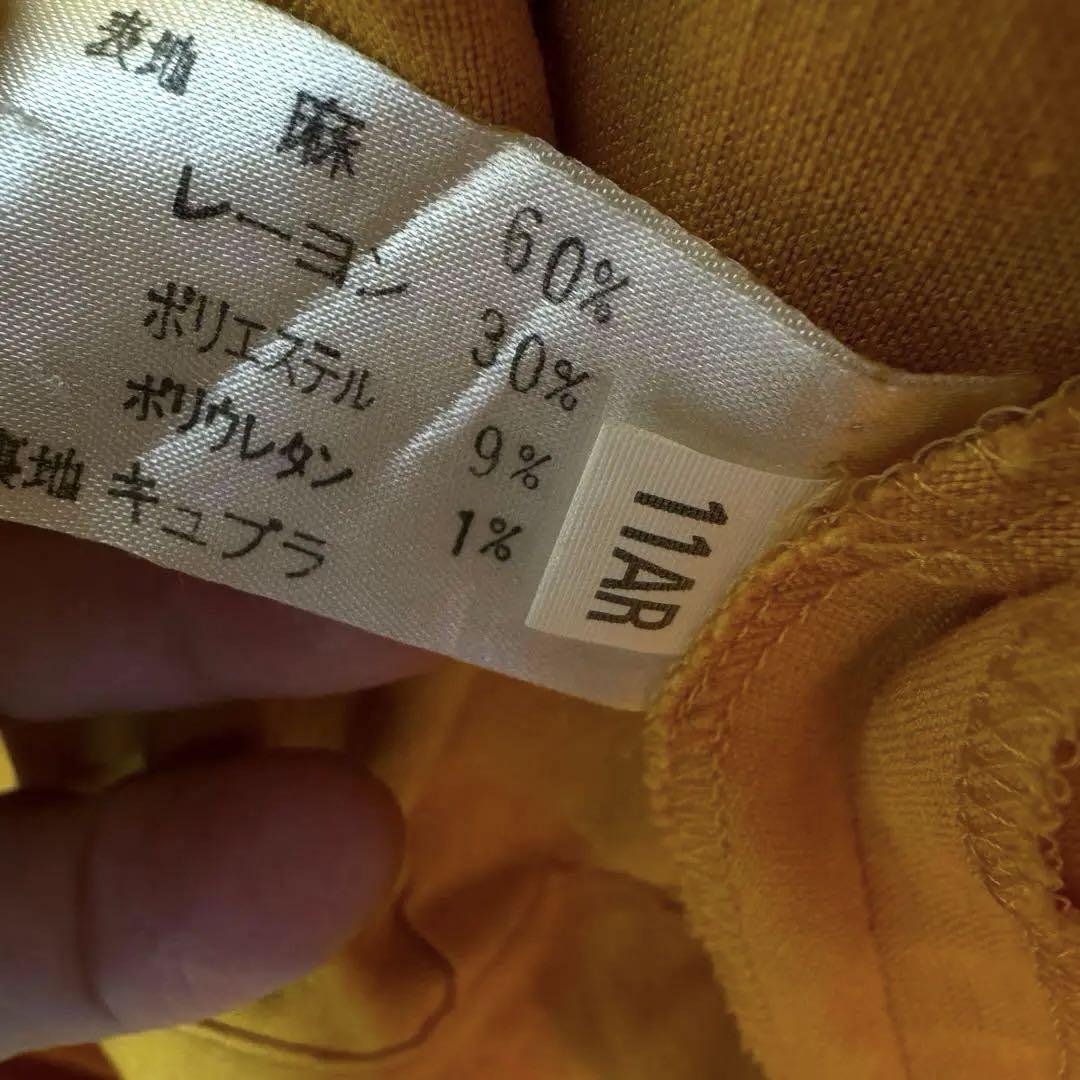 表地 麻 60%
レーヨン 30%
ポリエステル 9%
ポリウレタン 1%
裏地 キュプラ
11AR